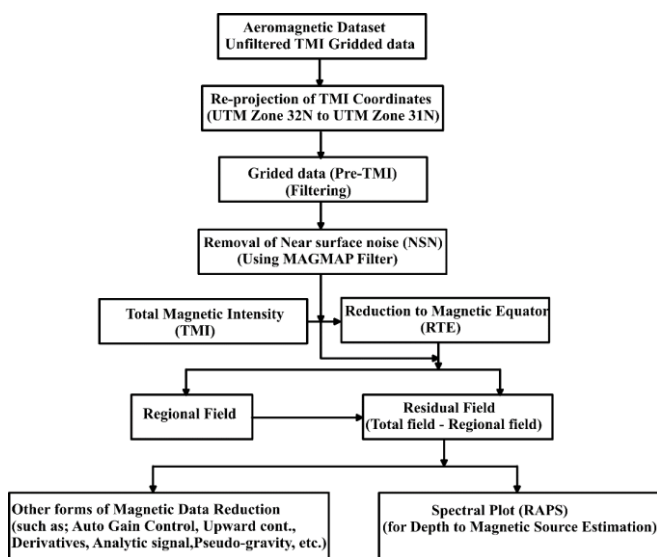 Aeromagnetic Dataset
Unfiltered TMI Gridded data
Re-projection of TMI Coordinates
(UTM Zone 32N to UTM Zone 31N)
Grided data (Pre-TMI)
(Filtering)
Removal of Near surface noise (NSN)
(Using MAGMAP Filter)
Total Magnetic Intensity
(TMI)
Reduction to Magnetic Equator
(RTE)
Regional Field
Residual Field
(Total field - Regional field)
Other forms of Magnetic Data Reduction
(such as; Auto Gain Control, Upward cont.,
Derivatives, Analytic signal,Pseudo-gravity, etc.)
Spectral Plot (RAPS)
(for Depth to Magnetic Source Estimation)